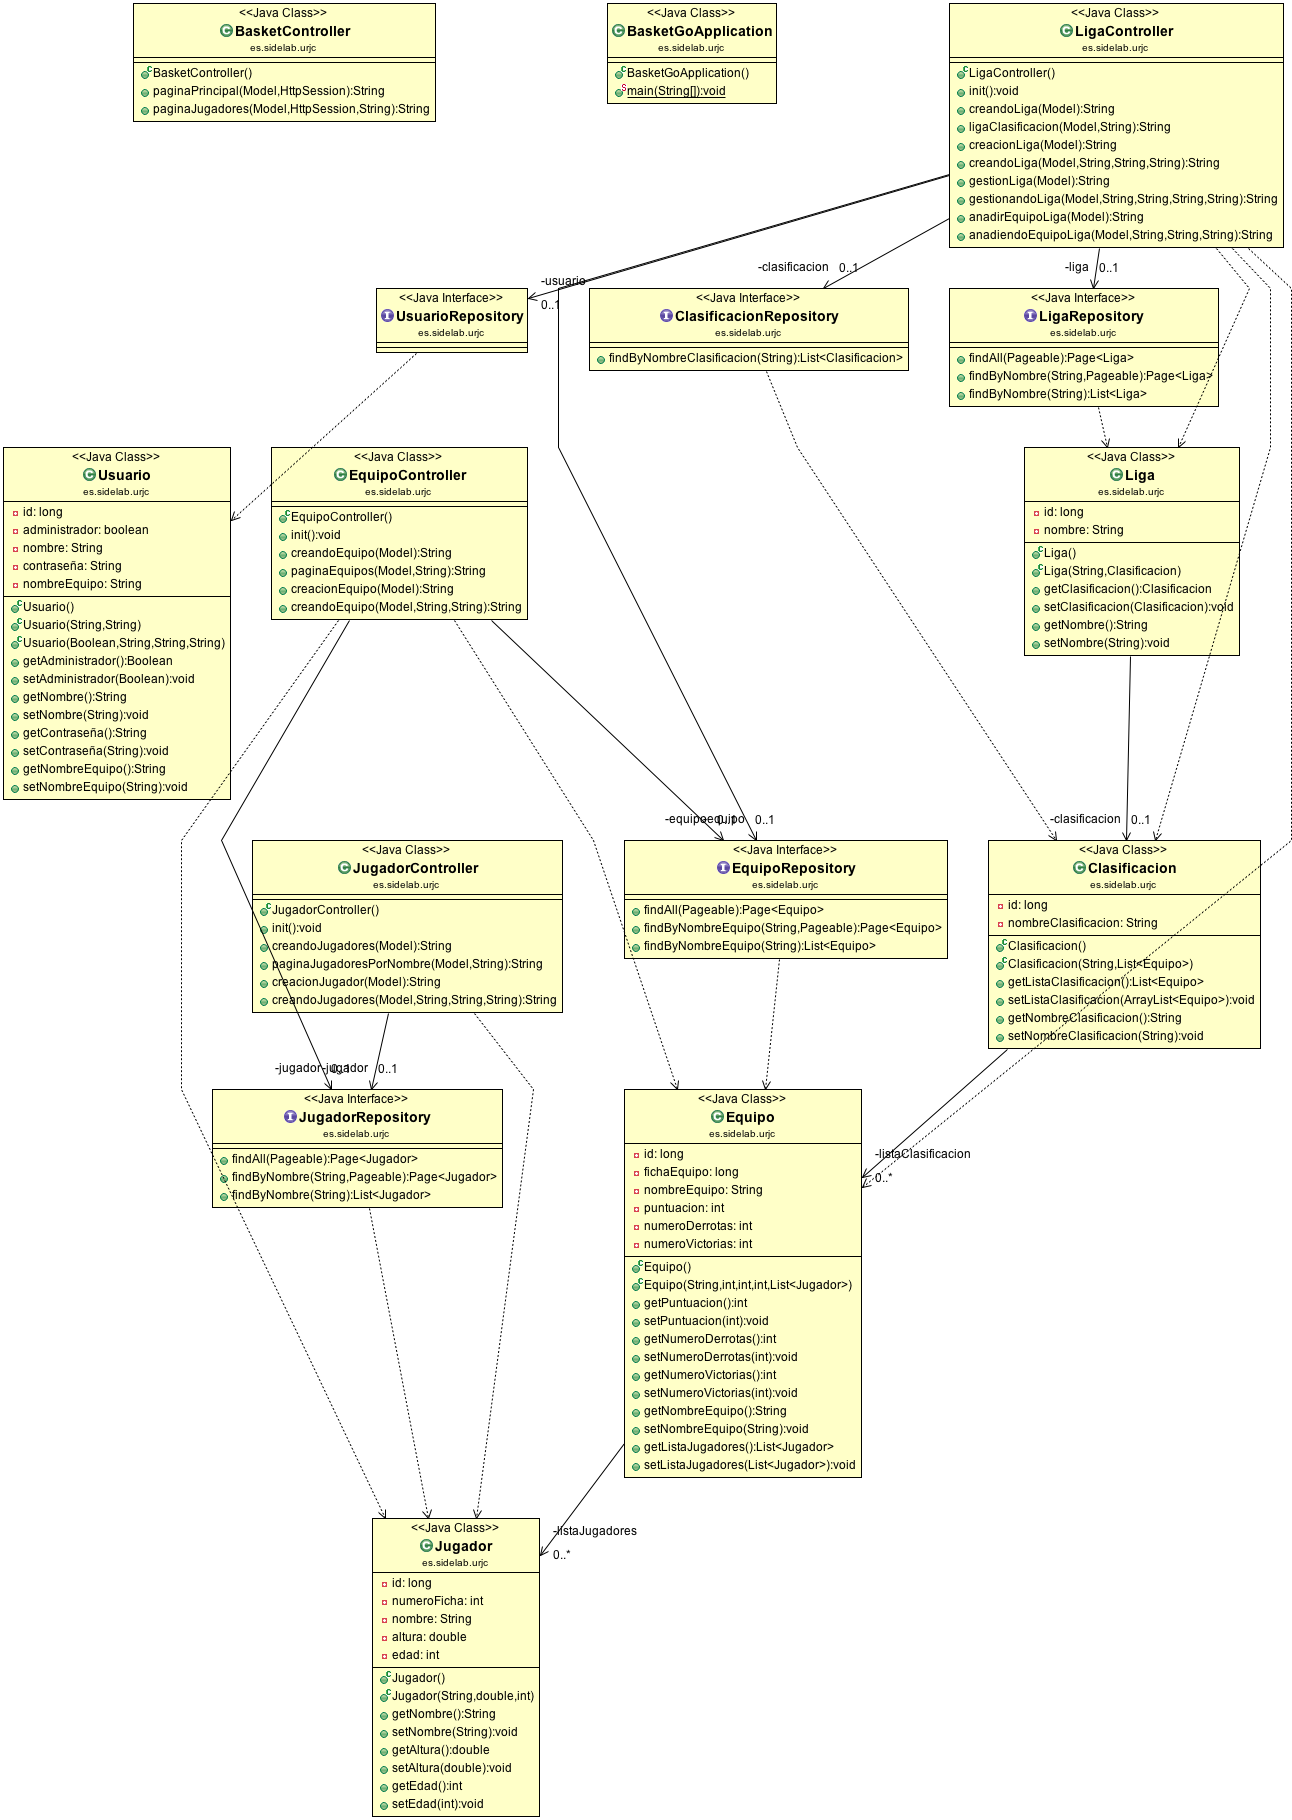 <<Java Class>>
BasketController
es.sidelab.urjc
BasketController()
paginaPrincipal(Model,HttpSession):String
paginaJugadores(Model,HttpSession,String):String
<<Java Class>>
BasketGoApplication
es.sidelab.urjc
BasketGoApplication()
main(String[]):void
<<Java Class>>
LigaController
es.sidelab.urjc
LigaController()
init():void
creandoLiga(Model):String
ligaClasificacion(Model,String):String
creacionLiga(Model):String
creandoLiga(Model,String,String,String):String
gestionLiga(Model):String
gestionandoLiga(Model,String,String,String,String):String
anadirEquipoLiga(Model):String
anadiendoEquipoLiga(Model,String,String,String):String
-usuario
0..1
-clasificacion
0..1
-liga
0..1
<<Java Interface>>
UsuarioRepository
es.sidelab.urjc
<<Java Interface>>
ClasificacionRepository
es.sidelab.urjc
findByNombreClasificacion(String):List<Clasificacion>
<<Java Interface>>
LigaRepository
es.sidelab.urjc
findAll(Pageable):Page<Liga>
findByNombre(String,Pageable):Page<Liga>
findByNombre(String):List<Liga>
<<Java Class>>
Usuario
es.sidelab.urjc
id: long
administrador: boolean
nombre: String
contraseña: String
nombreEquipo: String
Usuario()
Usuario(String,String)
Usuario(Boolean,String,String,String)
getAdministrador():Boolean
setAdministrador(Boolean):void
getNombre():String
setNombre(String):void
getContraseña():String
setContraseña(String):void
getNombreEquipo():String
setNombreEquipo(String):void
<<Java Class>>
EquipoController
es.sidelab.urjc
EquipoController()
init():void
creandoEquipo(Model):String
paginaEquipos(Model,String):String
creacionEquipo(Model):String
creandoEquipo(Model,String,String):String
<<Java Class>>
Liga
es.sidelab.urjc
id: long
nombre: String
Liga()
Liga(String,Clasificacion)
getClasificacion():Clasificacion
setClasificacion(Clasificacion):void
getNombre():String
setNombre(String):void
-equipo
0..1
-equipo
0..1
-clasificacion
0..1
<<Java Class>>
JugadorController
es.sidelab.urjc
JugadorController()
init():void
creandoJugadores(Model):String
paginaJugadoresPorNombre(Model,String):String
creacionJugador(Model):String
creandoJugadores(Model,String,String,String):String
<<Java Interface>>
EquipoRepository
es.sidelab.urjc
findAll(Pageable):Page<Equipo>
findByNombreEquipo(String,Pageable):Page<Equipo>
findByNombreEquipo(String):List<Equipo>
<<Java Class>>
Clasificacion
es.sidelab.urjc
id: long
nombreClasificacion: String
Clasificacion()
Clasificacion(String,List<Equipo>)
getListaClasificacion():List<Equipo>
setListaClasificacion(ArrayList<Equipo>):void
getNombreClasificacion():String
setNombreClasificacion(String):void
-jugador
0..1
-jugador
0..1
<<Java Interface>>
JugadorRepository
es.sidelab.urjc
findAll(Pageable):Page<Jugador>
findByNombre(String,Pageable):Page<Jugador>
findByNombre(String):List<Jugador>
<<Java Class>>
Equipo
es.sidelab.urjc
id: long
fichaEquipo: long
nombreEquipo: String
puntuacion: int
numeroDerrotas: int
numeroVictorias: int
Equipo()
Equipo(String,int,int,int,List<Jugador>)
getPuntuacion():int
setPuntuacion(int):void
getNumeroDerrotas():int
setNumeroDerrotas(int):void
getNumeroVictorias():int
setNumeroVictorias(int):void
getNombreEquipo():String
setNombreEquipo(String):void
getListaJugadores():List<Jugador>
setListaJugadores(List<Jugador>):void
-listaClasificacion
0..*
-listaJugadores
0..*
<<Java Class>>
Jugador
es.sidelab.urjc
id: long
numeroFicha: int
nombre: String
altura: double
edad: int
Jugador()
Jugador(String,double,int)
getNombre():String
setNombre(String):void
getAltura():double
setAltura(double):void
getEdad():int
setEdad(int):void